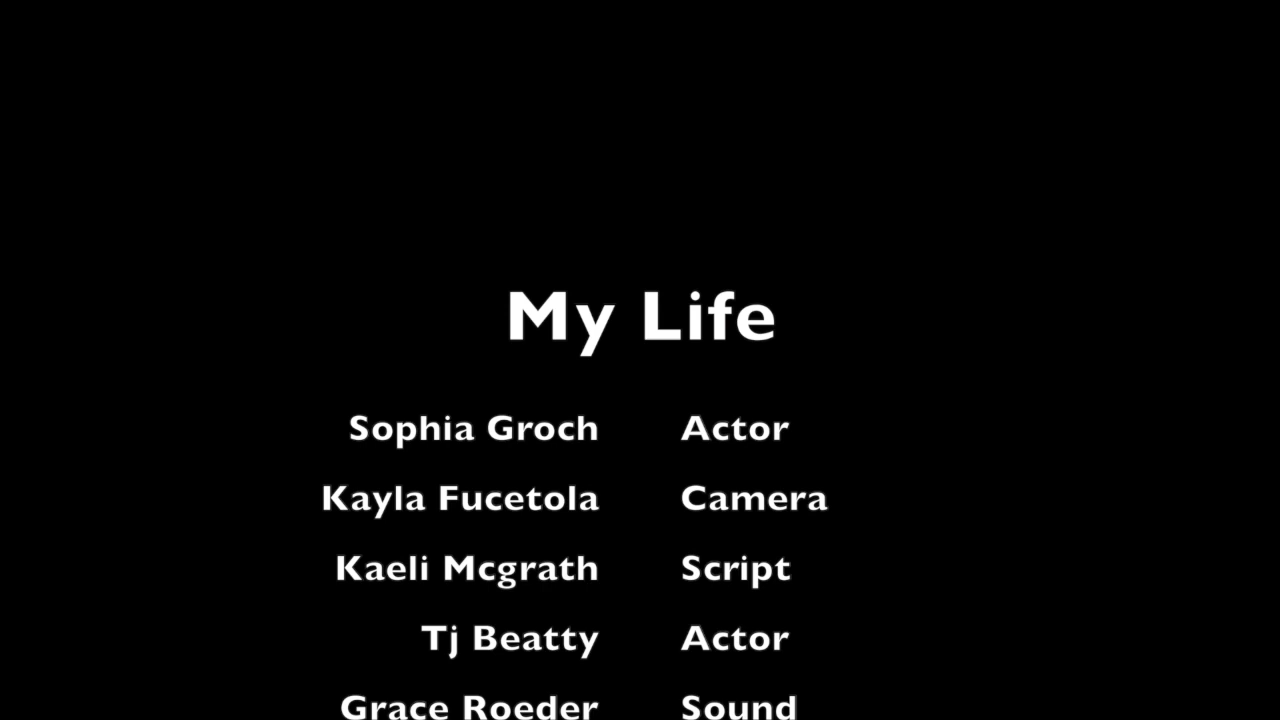 My Life
Sophia Groch Actor
Kayla Fucetola Camera
Kaeli Mcgrath Script
Tj Beatty Actor
Grace Roeder Sound